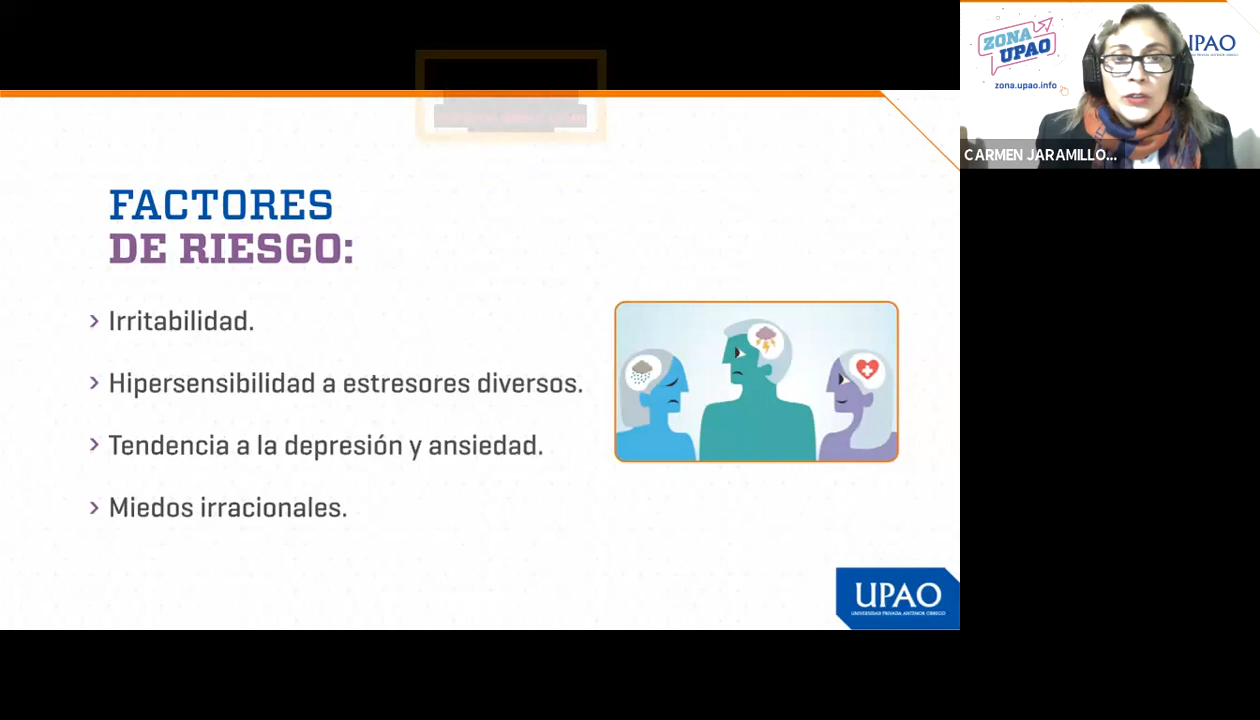 FACTORES
DE RIESGO:
› Irritabilidad.
› Hipersensibilidad a estresores diversos.
› Tendencia a la depresión y ansiedad.
› Miedos irracionales.
UPAO
UNIVERSIDAD PRIVADA ANTENOR ORREGO
ZONA
UPAO
zona.upao.info
UPAO
CARMEN JARAMILLO...